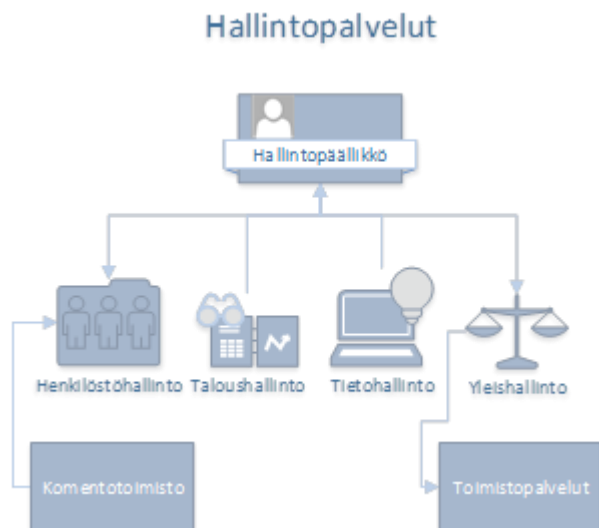 Hallintopalvelut
Hallintopäällikkö
Henkilöstöhallinto Taloushallinto Tietohallinto Yleishallinto
Komentotoimisto Toimistopalvelut